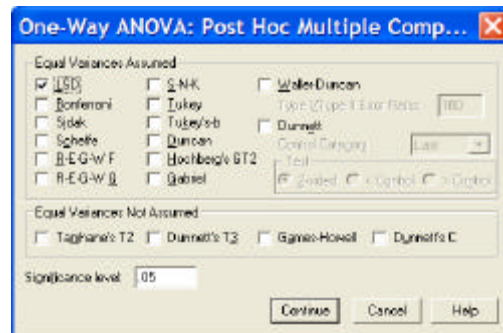 One-Way ANOVA: Post Hoc Multiple Comp...
Equal Variances Assumed
LSD S-N-K Waller-Duncan
Bonferroni Tukey Type I/Type II Error Ratio: 100
Sidak Tukey's-b Dunnett
Scheffe Duncan Control Category: Last
R-E-G-W F Hochberg's GT2 Test
R-E-G-W Q Gabriel 2-sided < Control > Control
Equal Variances Not Assumed
Tamhane's T2 Dunnett's T3 Games-Howell Dunnett's C
Significance level: .05
Continue Cancel Help